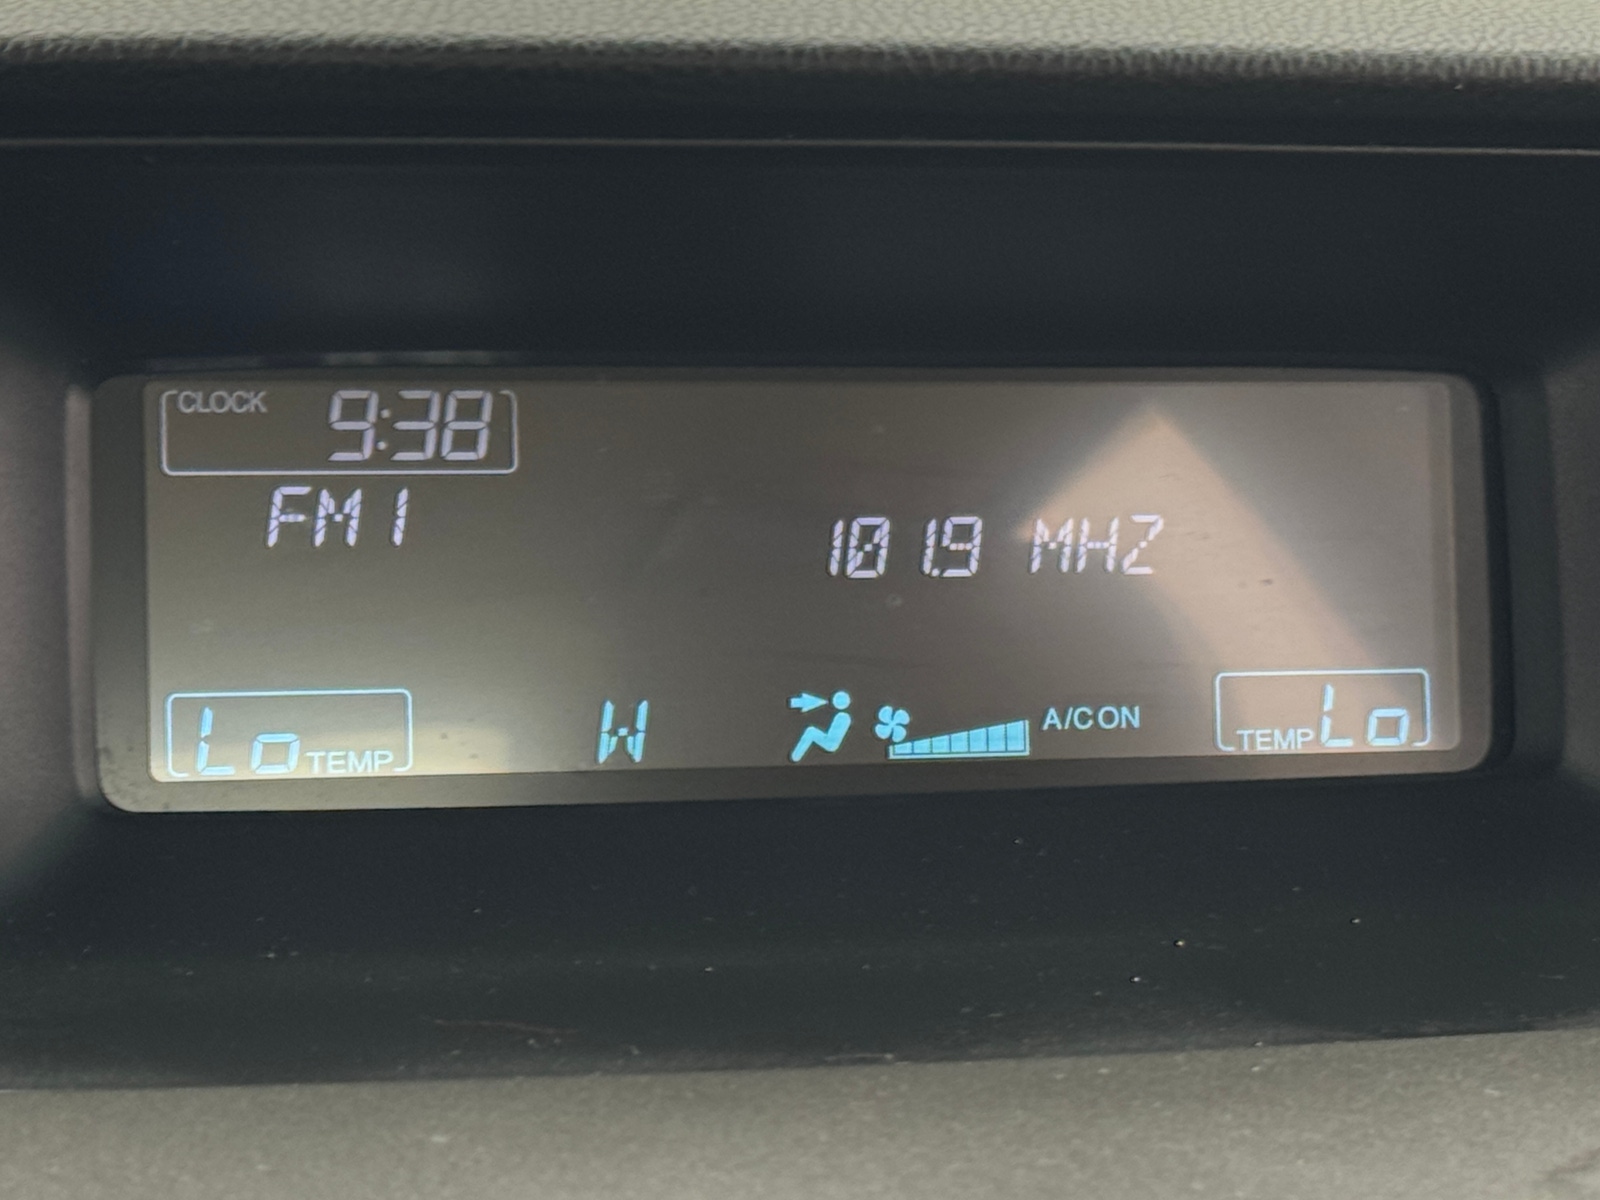 CLOCK 9:38
FM1
101.9 MHZ
Lo TEMP W A/CON TEMP Lo